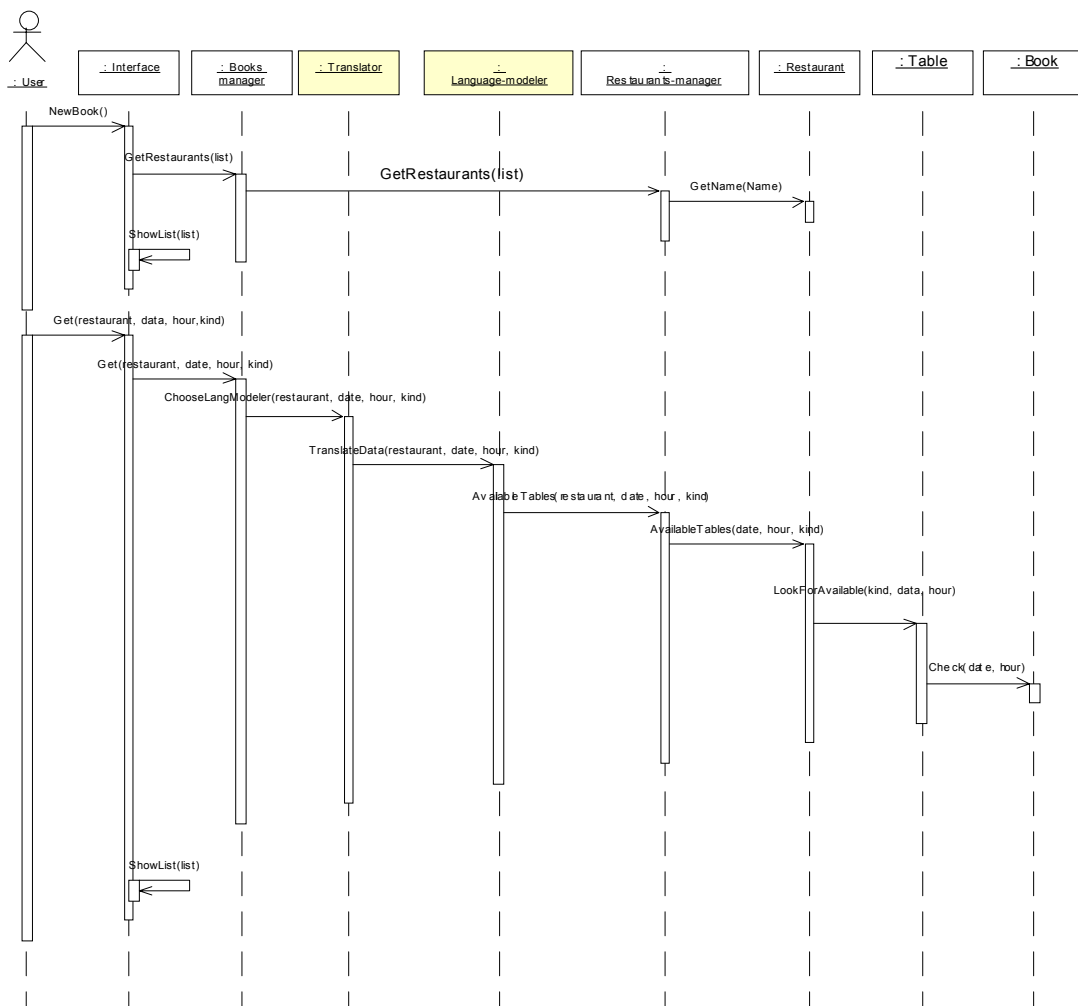 : User
: Interface
: Books
manager
: Translator
:
Language-modeler
:
Restaurants-manager
: Restaurant
: Table
: Book
NewBook()
GetRestaurants(list)
GetRestaurants(list)
GetName(Name)
ShowList(list)
Get(restaurant, data, hour,kind)
Get(restaurant, date, hour, kind)
ChooseLangModeler(restaurant, date, hour, kind)
TranslateData(restaurant, date, hour, kind)
AvailableTables(restaurant, date, hour, kind)
AvailableTables(date, hour, kind)
LookForAvailable(kind, data, hour)
Check(date, hour)
ShowList(list)